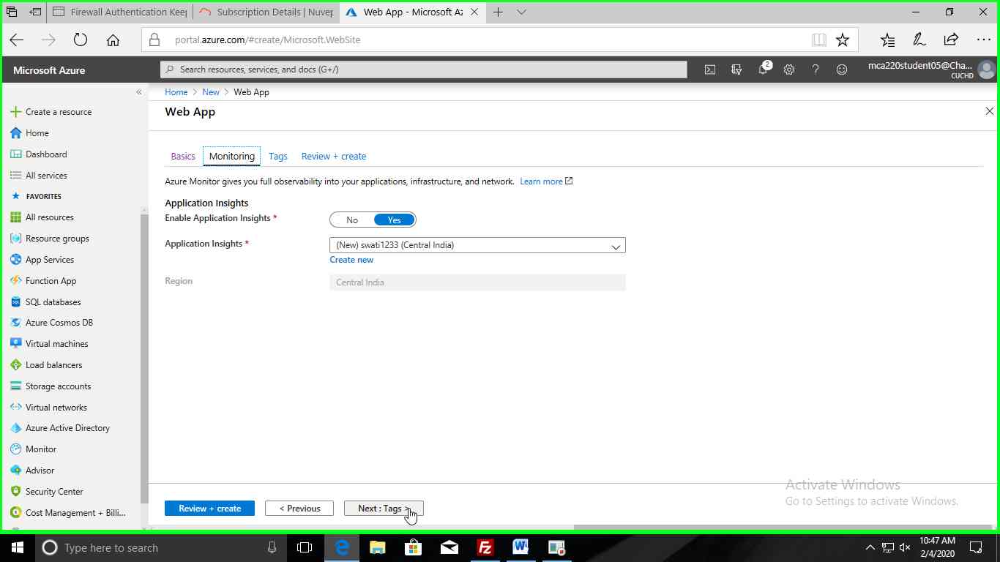 Firewall Authentication Keep
Subscription Details | Nuvep
Web App - Microsoft Az
portal.azure.com/#create/Microsoft.WebSite
Microsoft Azure
Search resources, services, and docs (G+/)
2
mca220student05@Cha...
CUCHD
Home > New > Web App
Web App
Create a resource
Home
Dashboard
All services
FAVORITES
All resources
Resource groups
App Services
Function App
SQL databases
Azure Cosmos DB
Virtual machines
Load balancers
Storage accounts
Virtual networks
Azure Active Directory
Monitor
Advisor
Security Center
Cost Management + Billi...
Basics Monitoring Tags Review + create
Azure Monitor gives you full observability into your applications, infrastructure, and network. Learn more
Application Insights
Enable Application Insights * No Yes
Application Insights * (New) swati1233 (Central India)
Create new
Region Central India
Activate Windows
Go to Settings to activate Windows.
Review + create < Previous Next : Tags >
Type here to search
10:47 AM
2/4/2020